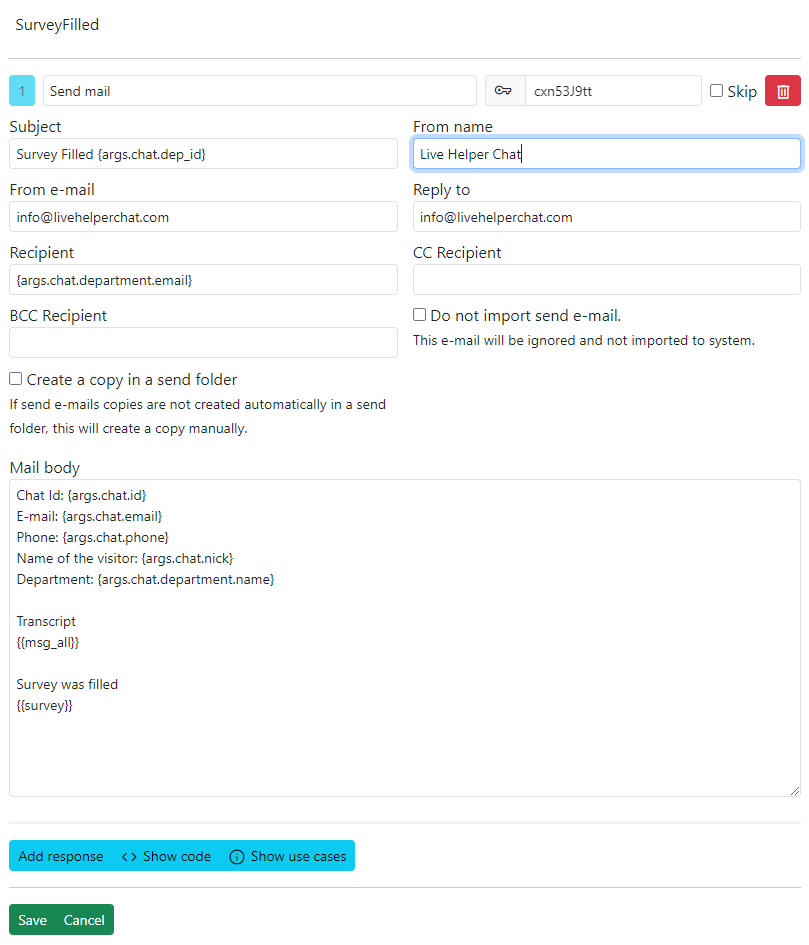 SurveyFilled
1 Send mail cxn53J9tt Skip
Subject From name
Survey Filled {args.chat.dep_id} Live Helper Chat
From e-mail Reply to
info@livehelperchat.com info@livehelperchat.com
Recipient CC Recipient
{args.chat.department.email}
BCC Recipient Do not import send e-mail.
This e-mail will be ignored and not imported to system.
Create a copy in a send folder
If send e-mails copies are not created automatically in a send
folder, this will create a copy manually.
Mail body
Chat Id: {args.chat.id}
E-mail: {args.chat.email}
Phone: {args.chat.phone}
Name of the visitor: {args.chat.nick}
Department: {args.chat.department.name}
Transcript
{{msg_all}}
Survey was filled
{{survey}}
Add response <> Show code Show use cases
Save Cancel